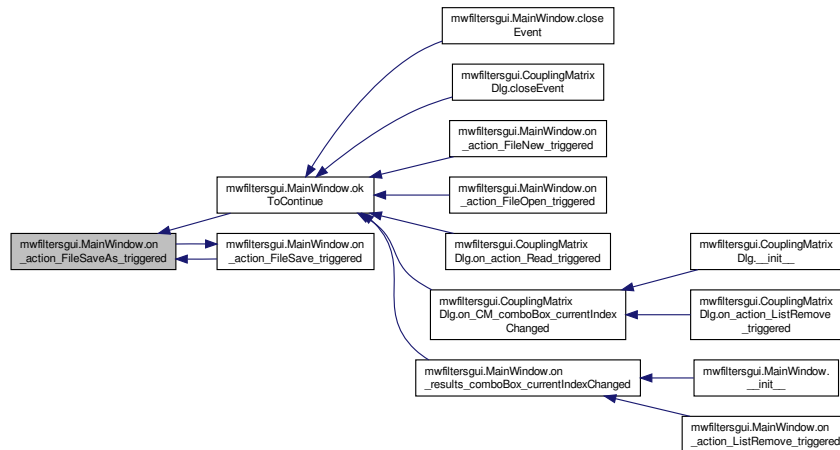 mwfiltersgui.MainWindow.close
Event
mwfiltersgui.CouplingMatrix
Dlg.closeEvent
mwfiltersgui.MainWindow.on
_action_FileNew_triggered
mwfiltersgui.MainWindow.ok
ToContinue
mwfiltersgui.MainWindow.on
_action_FileOpen_triggered
mwfiltersgui.MainWindow.on
_action_FileSaveAs_triggered
mwfiltersgui.MainWindow.on
_action_FileSave_triggered
mwfiltersgui.CouplingMatrix
Dlg.on_action_Read_triggered
mwfiltersgui.CouplingMatrix
Dlg.__init__
mwfiltersgui.CouplingMatrix
Dlg.on_CM_comboBox_currentIndex
Changed
mwfiltersgui.CouplingMatrix
Dlg.on_action_ListRemove
_triggered
mwfiltersgui.MainWindow.on
_results_comboBox_currentIndexChanged
mwfiltersgui.MainWindow.
__init__
mwfiltersgui.MainWindow.on
_action_ListRemove_triggered